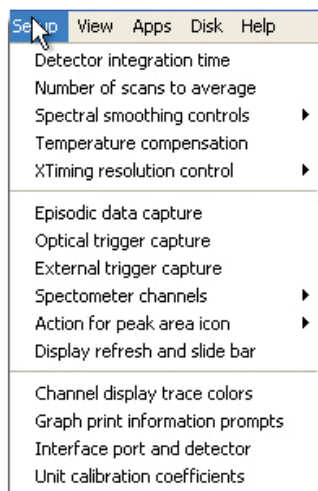 Setup View Apps Disk Help
Detector integration time
Number of scans to average
Spectral smoothing controls
Temperature compensation
XTiming resolution control
Episodic data capture
Optical trigger capture
External trigger capture
Spectometer channels
Action for peak area icon
Display refresh and slide bar
Channel display trace colors
Graph print information prompts
Interface port and detector
Unit calibration coefficients